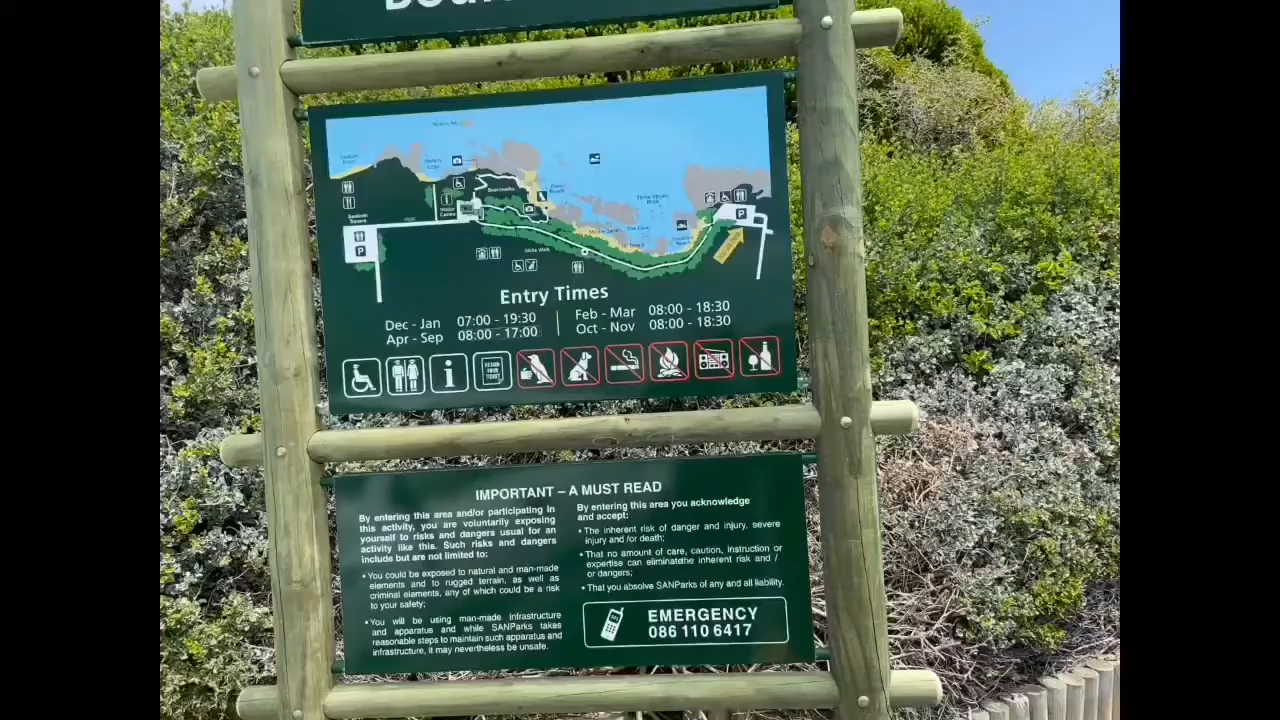 Boardwalks
Visitor
Centre
Entry Times
Dec - Jan 07:00 - 19:30
Apr - Sep 08:00 - 17:00
Feb - Mar 08:00 - 18:30
Oct - Nov 08:00 - 18:30
IMPORTANT – A MUST READ
By entering this area and/or participating in
this activity, you are voluntarily exposing
yourself to risks and dangers usual for an
activity like this. Such risks and dangers
include but are not limited to:
• You could be exposed to natural and man-made
elements and to rugged terrain, as well as
criminal elements, any of which could be a risk
to your safety;
• You will be using man-made infrastructure
and apparatus and while SANParks takes
reasonable steps to maintain such apparatus and
infrastructure, it may nevertheless be unsafe.
By entering this area you acknowledge
and accept:
• The inherent risk of danger and injury, severe
injury and /or death;
• That no amount of care, caution, instruction or
expertise can eliminatethe inherent risk and /
or dangers;
• That you absolve SANParks of any and all liability.
EMERGENCY
086 110 6417